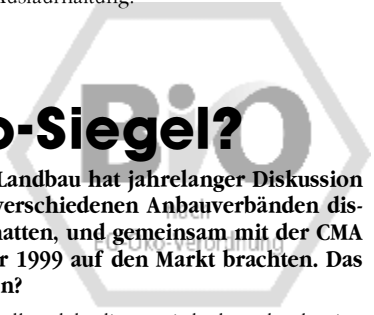 o-Siegel?
Landbau hat jahrelanger Diskussion
verschiedenen Anbauverbänden dis-
hatten, und gemeinsam mit der CMA
r 1999 auf den Markt brachten. Das
n?
Bio
nach
EG-Öko-Verordnung